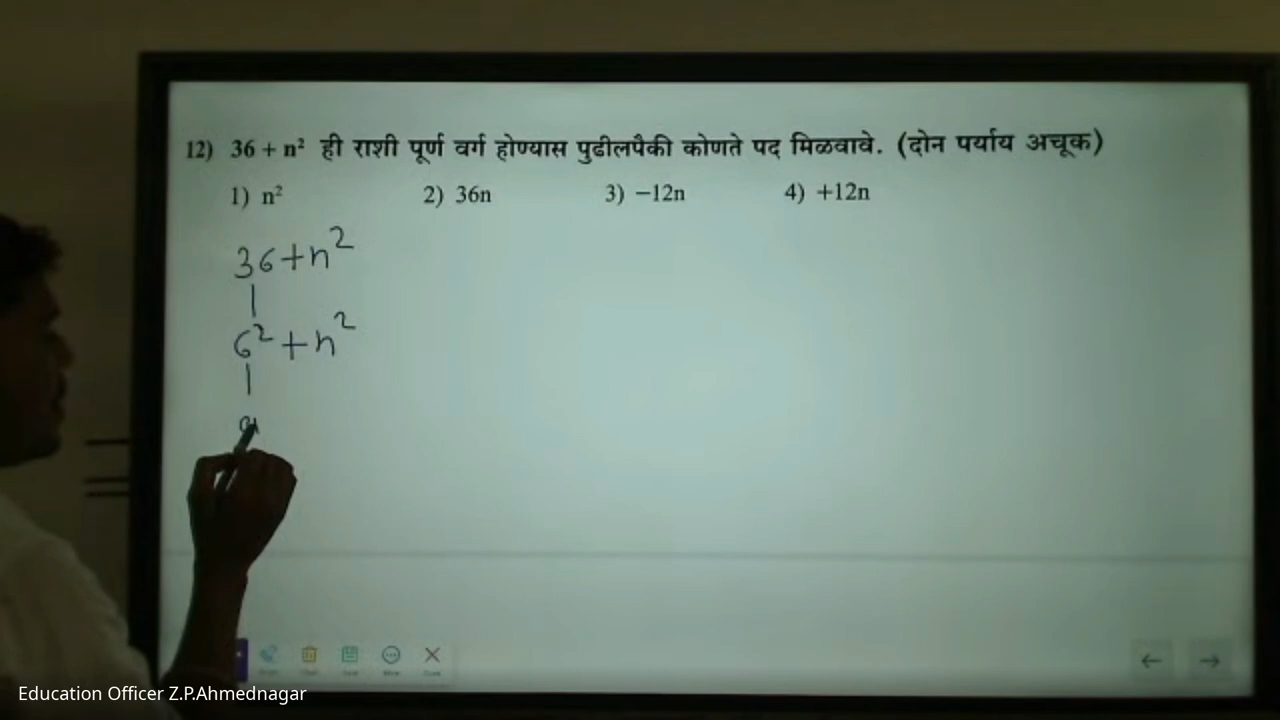 12) 36 + n² ही राशी पूर्ण वर्ग होण्यास पुढीलपैकी कोणते पद मिळवावे. (दोन पर्याय अचूक)
1) n² 2) 36n 3) −12n 4) +12n
36+n²
6²+n²
Education Officer Z.P.Ahmednagar